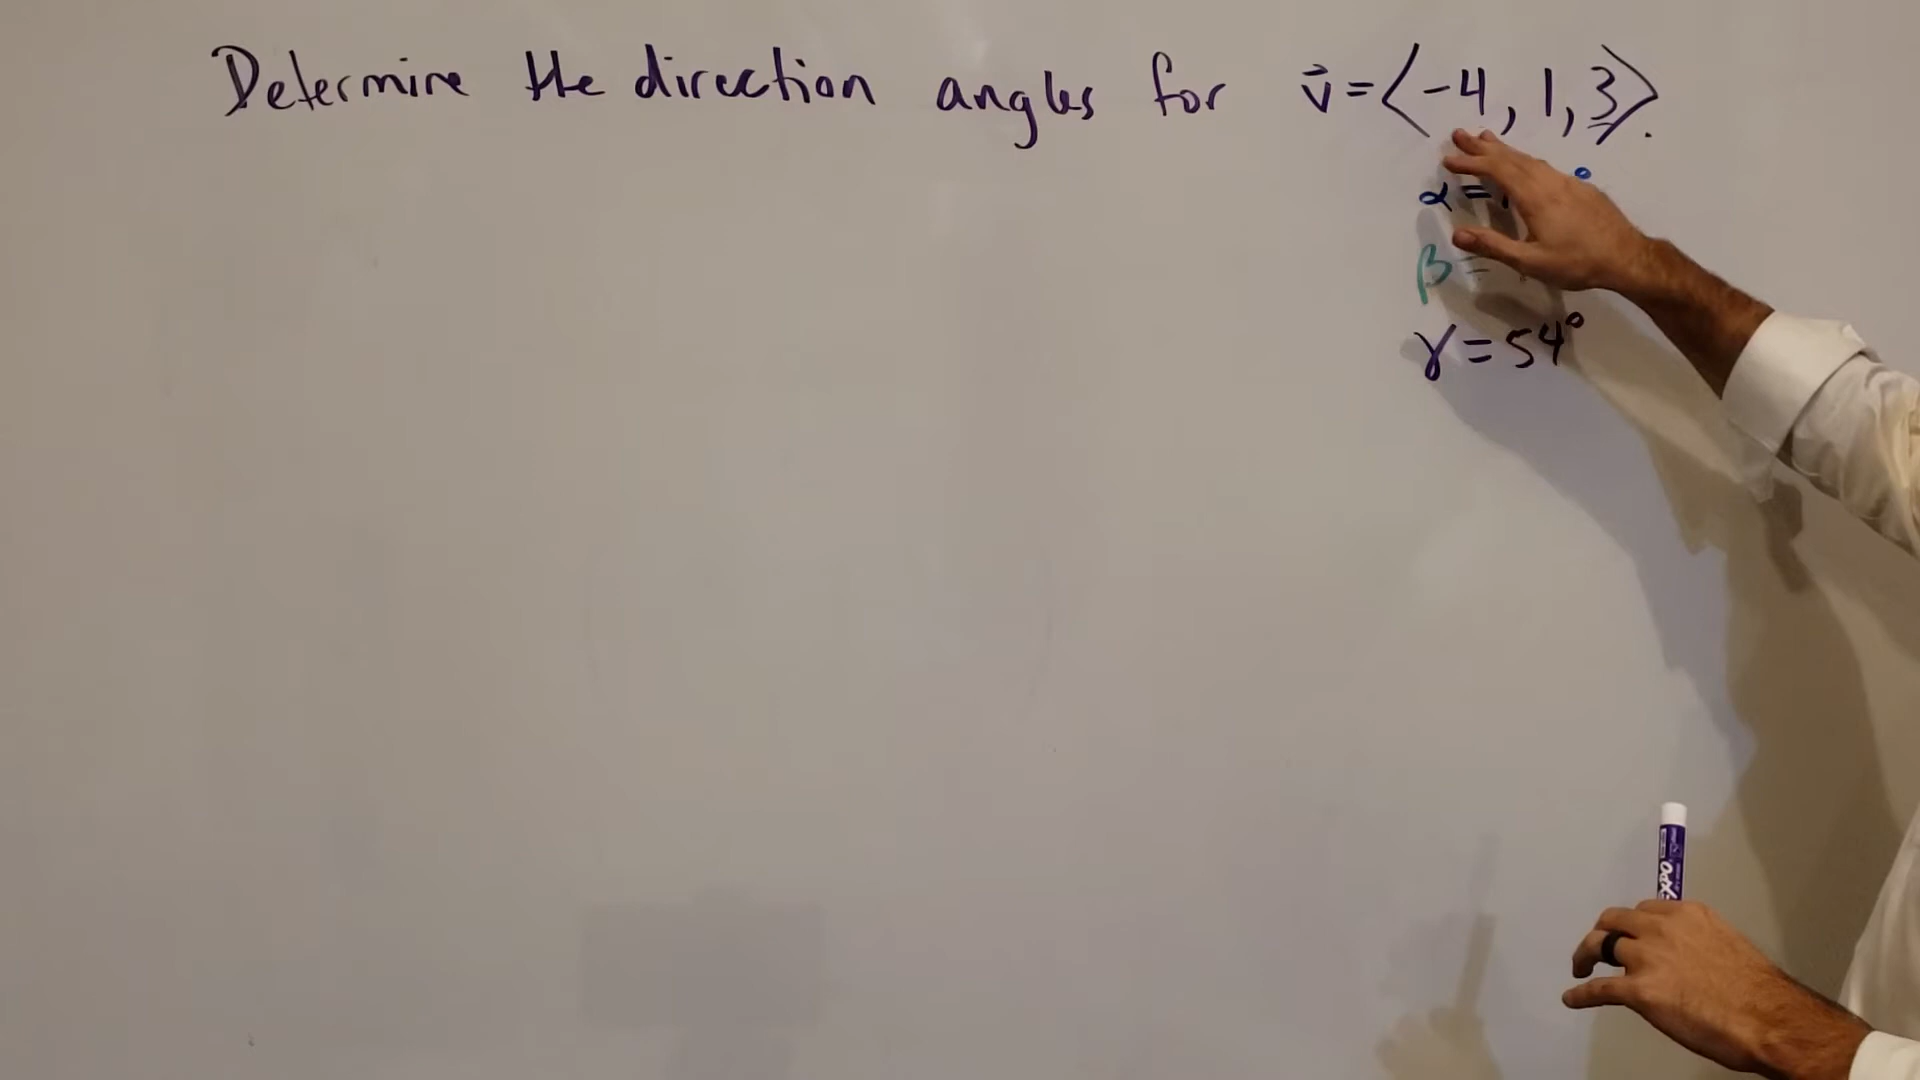 Determine the direction angles for v⃗ = ⟨-4, 1, 3⟩.
α = °
β =
γ = 54°